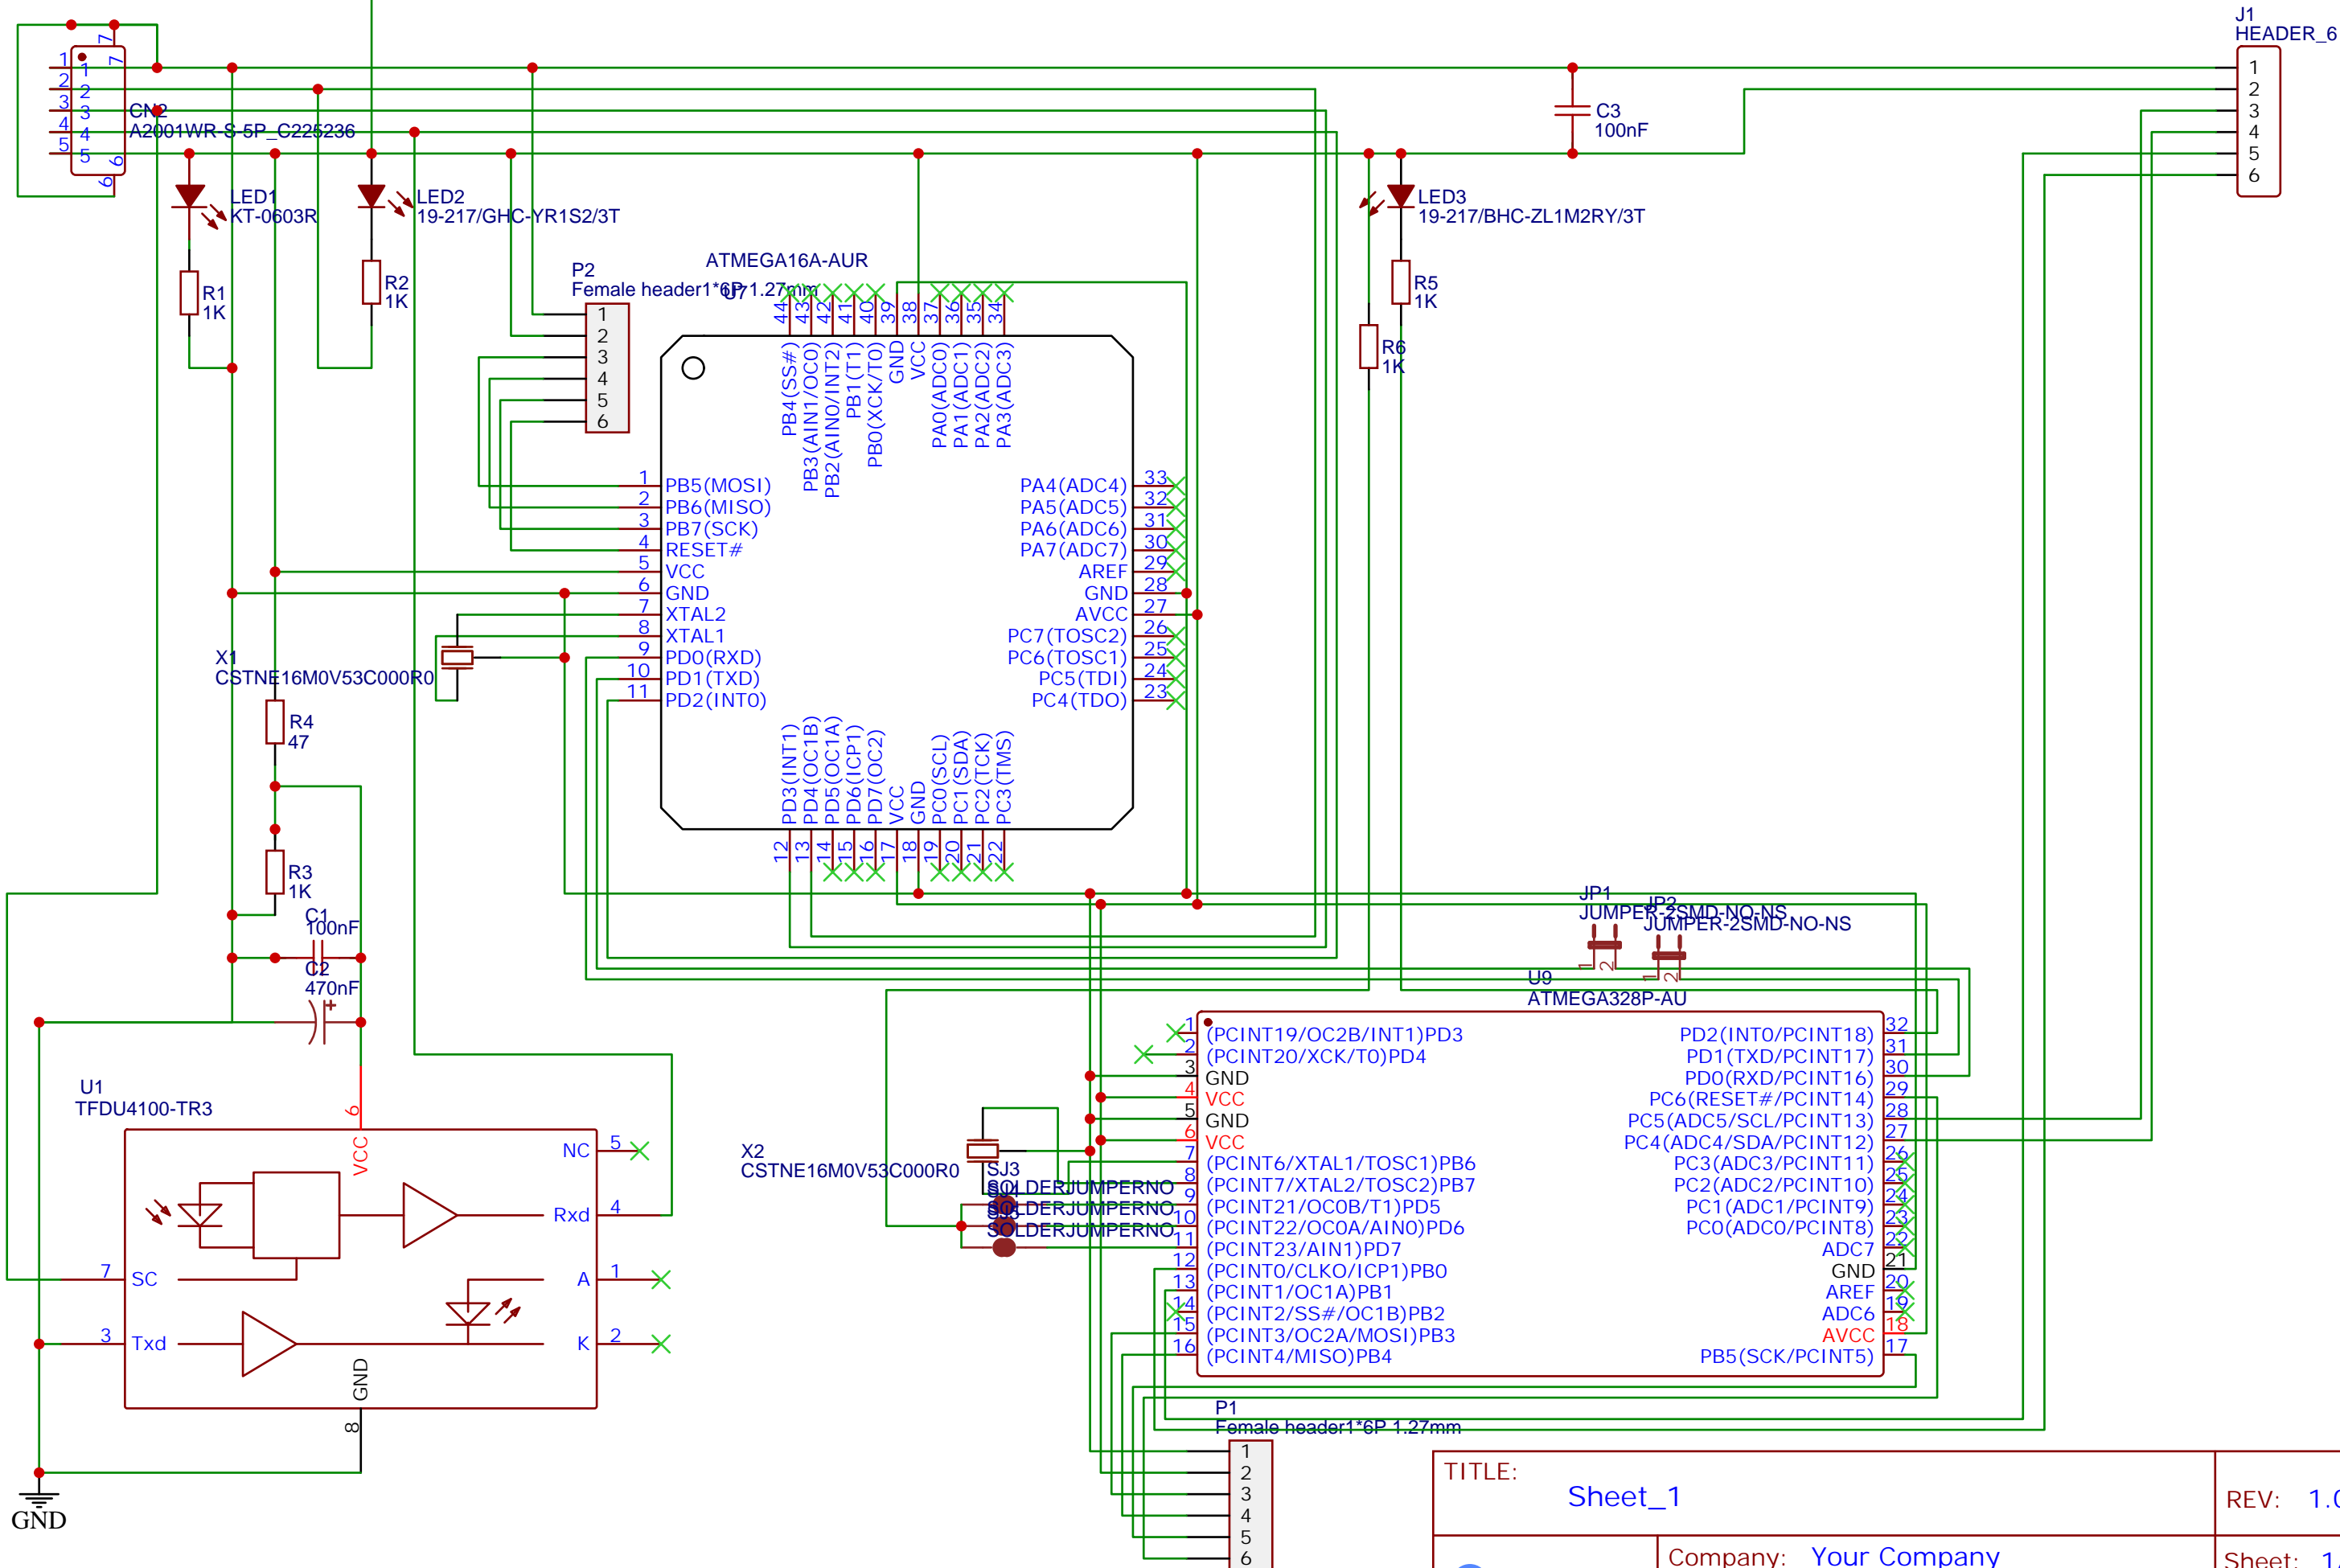 J1
HEADER_6
1
2
3
4
5
6
7
7
1
2
3
4
5
1
2
3
4
5
6
6
CN2
A2001WR-S-5P_C225236
C3
100nF
LED1
KT-0603R
LED2
19-217/GHC-YR1S2/3T
LED3
19-217/BHC-ZL1M2RY/3T
R1
1K
R2
1K
R5
1K
R6
1K
P2
Female header1*6P 1.27mm
1
2
3
4
5
6
ATMEGA16A-AUR
U7
44
43
42
41
40
39
38
37
36
35
34
PB4(SS#)
PB3(AIN1/OC0)
PB2(AIN0/INT2)
PB1(T1)
PB0(XCK/T0)
GND
VCC
PA0(ADC0)
PA1(ADC1)
PA2(ADC2)
PA3(ADC3)
1 PB5(MOSI)
2 PB6(MISO)
3 PB7(SCK)
4 RESET#
5 VCC
6 GND
7 XTAL2
8 XTAL1
9 PD0(RXD)
10 PD1(TXD)
11 PD2(INT0)
PA4(ADC4) 33
PA5(ADC5) 32
PA6(ADC6) 31
PA7(ADC7) 30
AREF 29
GND 28
AVCC 27
PC7(TOSC2) 26
PC6(TOSC1) 25
PC5(TDI) 24
PC4(TDO) 23
PD3(INT1)
PD4(OC1B)
PD5(OC1A)
PD6(ICP1)
PD7(OC2)
VCC
GND
PC0(SCL)
PC1(SDA)
PC2(TCK)
PC3(TMS)
12
13
14
15
16
17
18
19
20
21
22
X1
CSTNE16M0V53C000R0
R4
47
R3
1K
C1
100nF
C2
470nF
+
U1
TFDU4100-TR3
6
VCC
NC 5
Rxd 4
A 1
K 2
7 SC
3 Txd
GND
8
GND
JP1
JUMPER-2SMD-NO-NS
1
2
JP2
JUMPER-2SMD-NO-NS
1
2
U9
ATMEGA328P-AU
1 (PCINT19/OC2B/INT1)PD3
2 (PCINT20/XCK/T0)PD4
3 GND
4 VCC
5 GND
6 VCC
7 (PCINT6/XTAL1/TOSC1)PB6
8 (PCINT7/XTAL2/TOSC2)PB7
9 (PCINT21/OC0B/T1)PD5
10 (PCINT22/OC0A/AIN0)PD6
11 (PCINT23/AIN1)PD7
12 (PCINT0/CLKO/ICP1)PB0
13 (PCINT1/OC1A)PB1
14 (PCINT2/SS#/OC1B)PB2
15 (PCINT3/OC2A/MOSI)PB3
16 (PCINT4/MISO)PB4
PD2(INT0/PCINT18) 32
PD1(TXD/PCINT17) 31
PD0(RXD/PCINT16) 30
PC6(RESET#/PCINT14) 29
PC5(ADC5/SCL/PCINT13) 28
PC4(ADC4/SDA/PCINT12) 27
PC3(ADC3/PCINT11) 26
PC2(ADC2/PCINT10) 25
PC1(ADC1/PCINT9) 24
PC0(ADC0/PCINT8) 23
ADC7 22
GND 21
AREF 20
ADC6 19
AVCC 18
PB5(SCK/PCINT5) 17
X2
CSTNE16M0V53C000R0
SJ3
SOLDERJUMPERNO
SOLDERJUMPERNO
SOLDERJUMPERNO
P1
Female header1*6P 1.27mm
1
2
3
4
5
6
TITLE:
Sheet_1
REV:
Company: Your Company
Sheet: